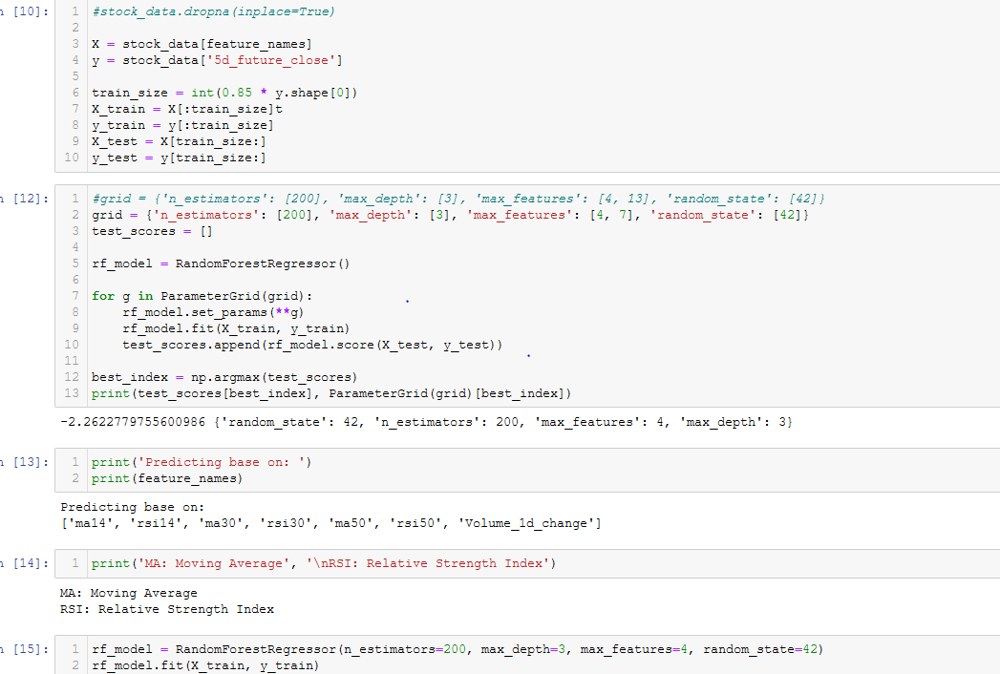 n [10]:
1 #stock_data.dropna(inplace=True)
2
3 X = stock_data[feature_names]
4 y = stock_data['5d_future_close']
5
6 train_size = int(0.85 * y.shape[0])
7 X_train = X[:train_size]t
8 y_train = y[:train_size]
9 X_test = X[train_size:]
10 y_test = y[train_size:]
n [12]:
1 #grid = {'n_estimators': [200], 'max_depth': [3], 'max_features': [4, 13], 'random_state': [42]}
2 grid = {'n_estimators': [200], 'max_depth': [3], 'max_features': [4, 7], 'random_state': [42]}
3 test_scores = []
4
5 rf_model = RandomForestRegressor()
6
7 for g in ParameterGrid(grid):
8     rf_model.set_params(**g)
9     rf_model.fit(X_train, y_train)
10     test_scores.append(rf_model.score(X_test, y_test))
11
12 best_index = np.argmax(test_scores)
13 print(test_scores[best_index], ParameterGrid(grid)[best_index])
-2.2622779755600986 {'random_state': 42, 'n_estimators': 200, 'max_features': 4, 'max_depth': 3}
n [13]:
1 print('Predicting base on: ')
2 print(feature_names)
Predicting base on:
['ma14', 'rsi14', 'ma30', 'rsi30', 'ma50', 'rsi50', 'Volume_1d_change']
n [14]:
1 print('MA: Moving Average', '\nRSI: Relative Strength Index')
MA: Moving Average
RSI: Relative Strength Index
n [15]:
1 rf_model = RandomForestRegressor(n_estimators=200, max_depth=3, max_features=4, random_state=42)
2 rf_model.fit(X_train, y_train)